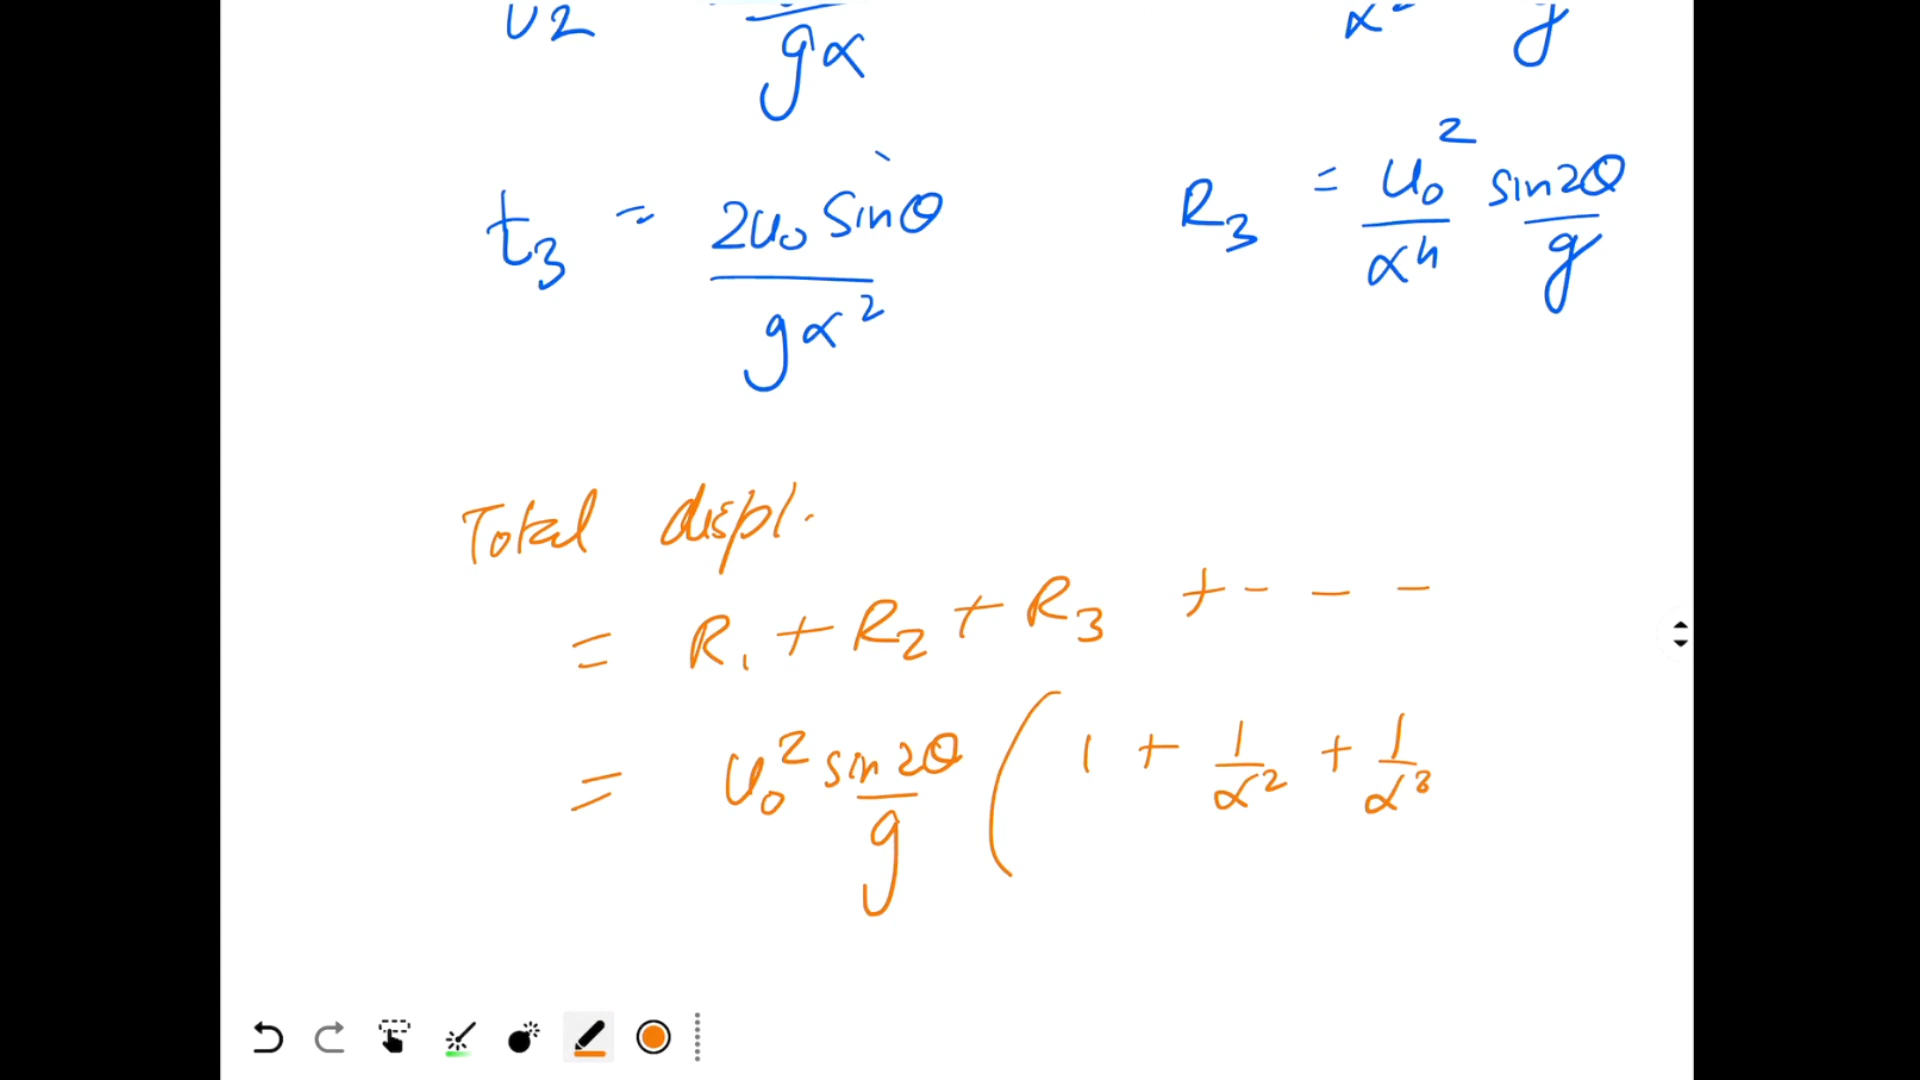 υ2 gα α² g
t₃ = 2u₀ sinθ / gα² R₃ = u₀² / α⁴ sin2θ / g
Total displ.
= R₁ + R₂ + R₃ + - - -
= u₀² sin2θ / g ( 1 + 1/α² + 1/α³